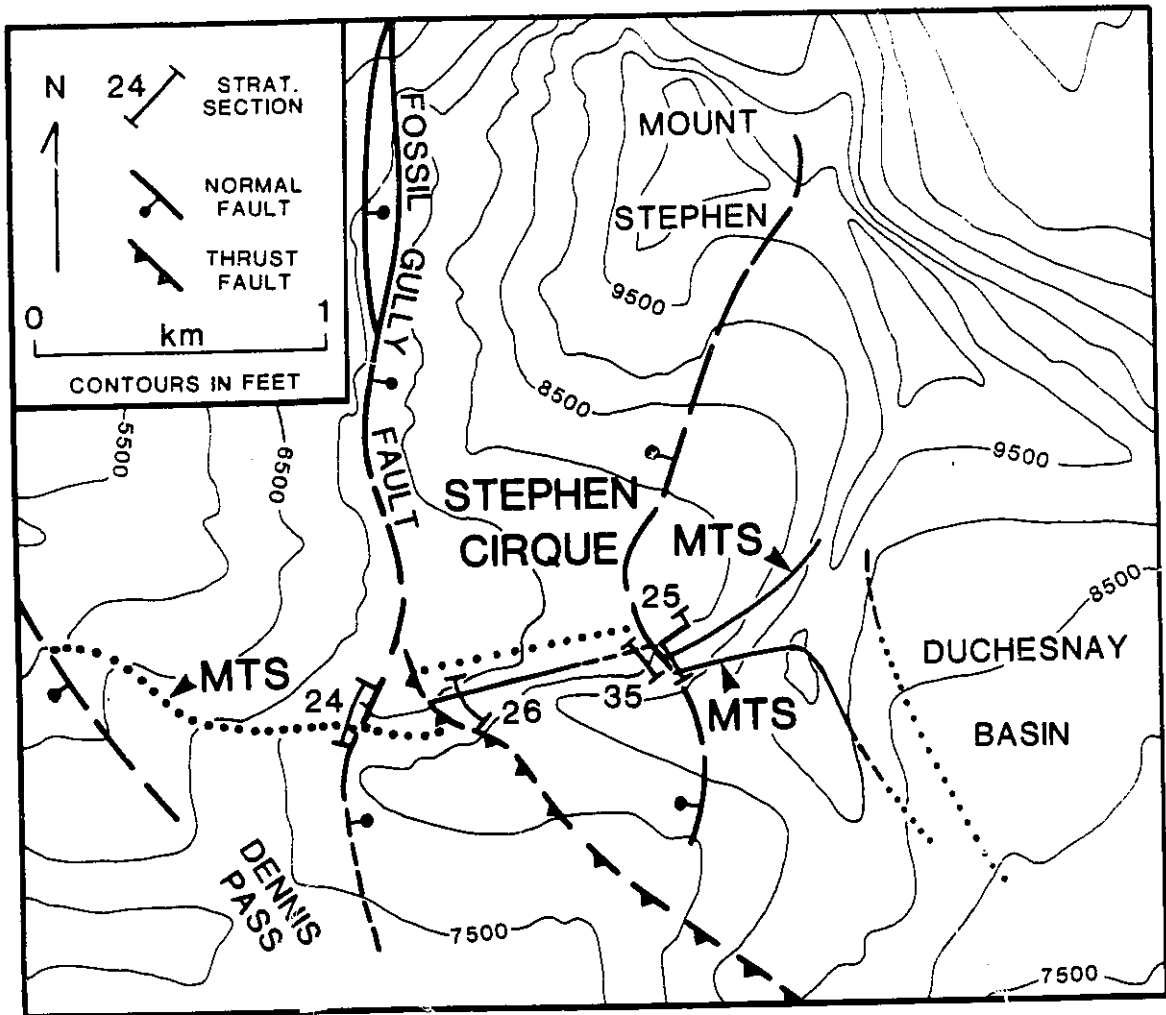 N
24
STRAT.
SECTION
NORMAL
FAULT
THRUST
FAULT
0
1
km
CONTOURS IN FEET
FOSSIL GULLY FAULT
MOUNT
STEPHEN
9500
8500
9500
5500
6500
STEPHEN
CIRQUE
MTS
25
8500
DUCHESNAY
BASIN
MTS
24
26
35
MTS
DENNIS
PASS
7500
7500